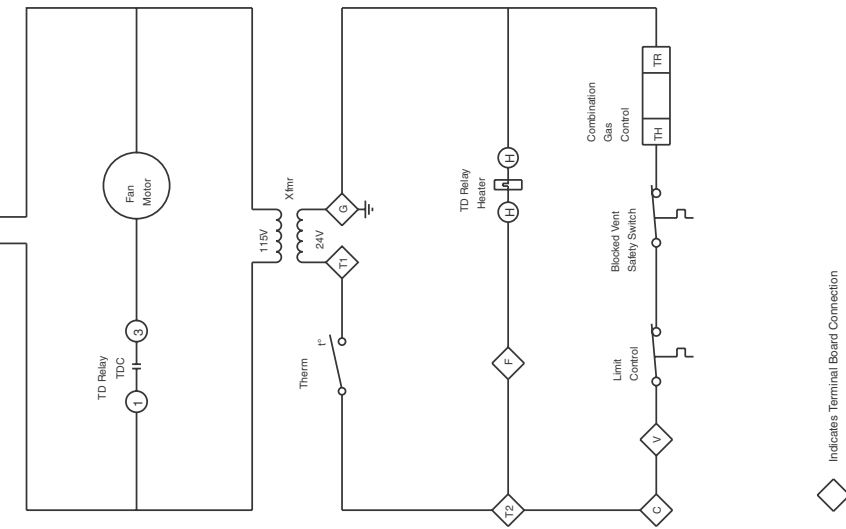 Fan
Motor
3
TD Relay
TDC
1
Xfmr
115V
24V
G
T1
Therm
t°
TD Relay
Heater
H
H
F
T2
Combination
Gas
Control
TR
TH
Blocked Vent
Safety Switch
Limit
Control
V
C
Indicates Terminal Board Connection